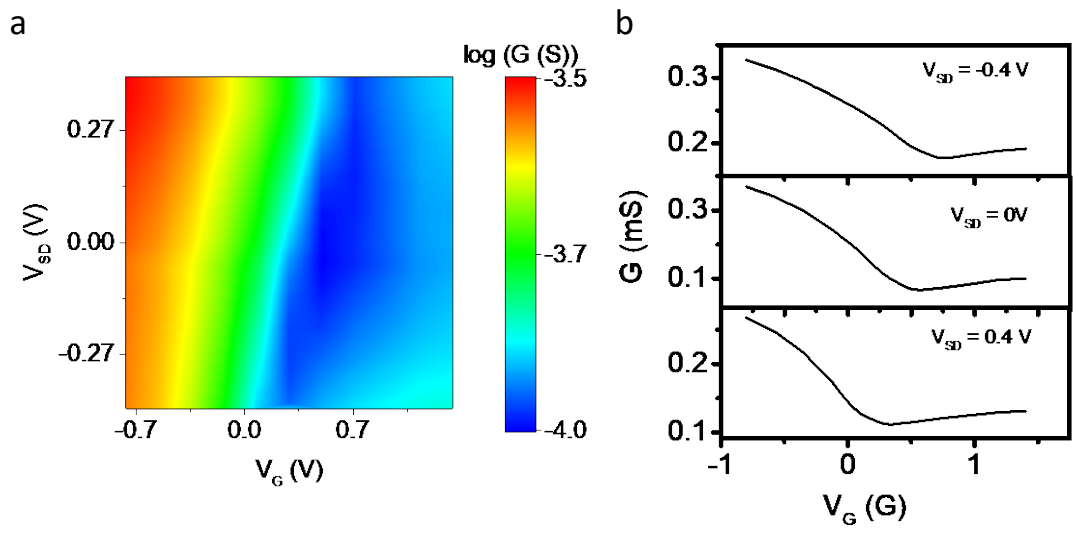 a
log (G (S))
-3.5
-3.7
-4.0
V_SD (V)
0.27
0.00
-0.27
-0.7
0.0
0.7
V_G (V)
b
G (mS)
0.3
0.2
V_SD = -0.4 V
0.3
0.1
V_SD = 0V
0.2
0.1
V_SD = 0.4 V
-1
0
1
V_G (G)